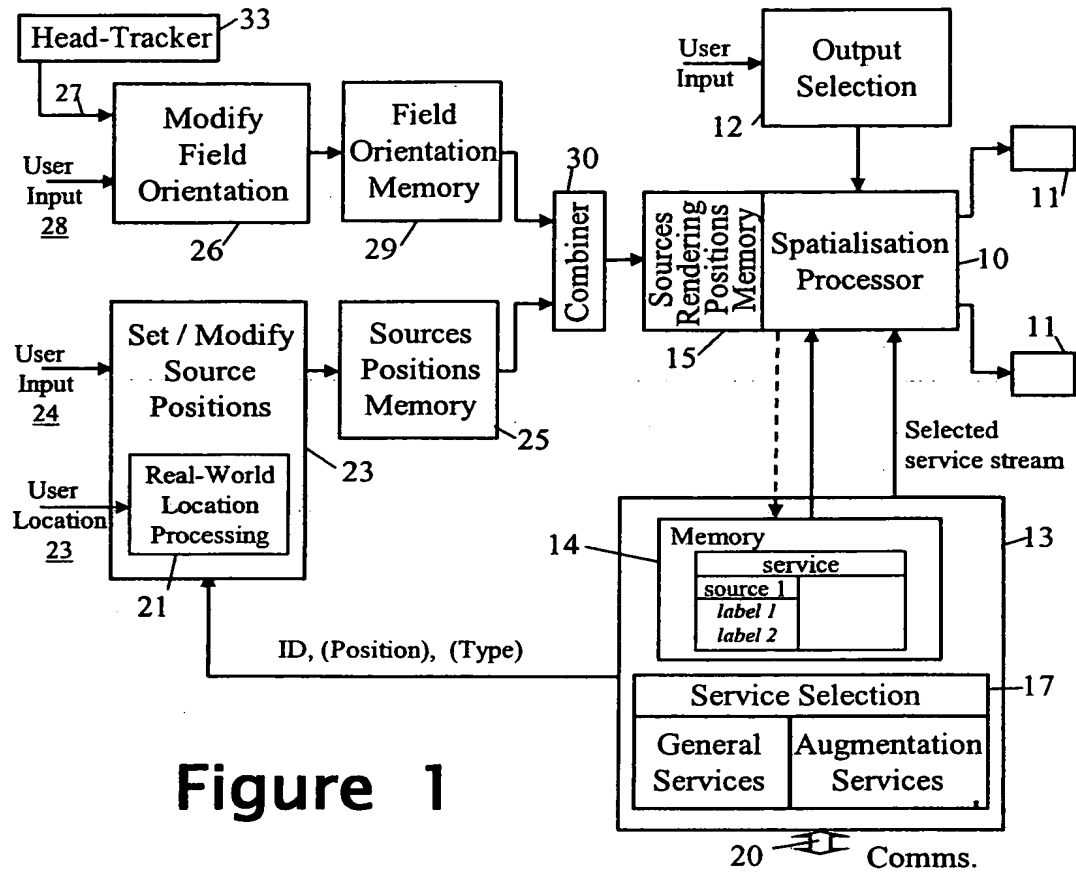 Head-Tracker
33
27
Modify
Field
Orientation
26
User
Input
28
Field
Orientation
Memory
29
User
Input
Output
Selection
12
30
Combiner
Sources
Rendering
Positions
Memory
15
Spatialisation
Processor
10
11
11
User
Input
24
Set / Modify
Source
Positions
Sources
Positions
Memory
25
23
User
Location
23
Real-World
Location
Processing
21
Selected
service stream
14
Memory
service
source 1
label 1
label 2
13
ID, (Position), (Type)
17
Service Selection
General
Services
Augmentation
Services
Figure 1
20
Comms.